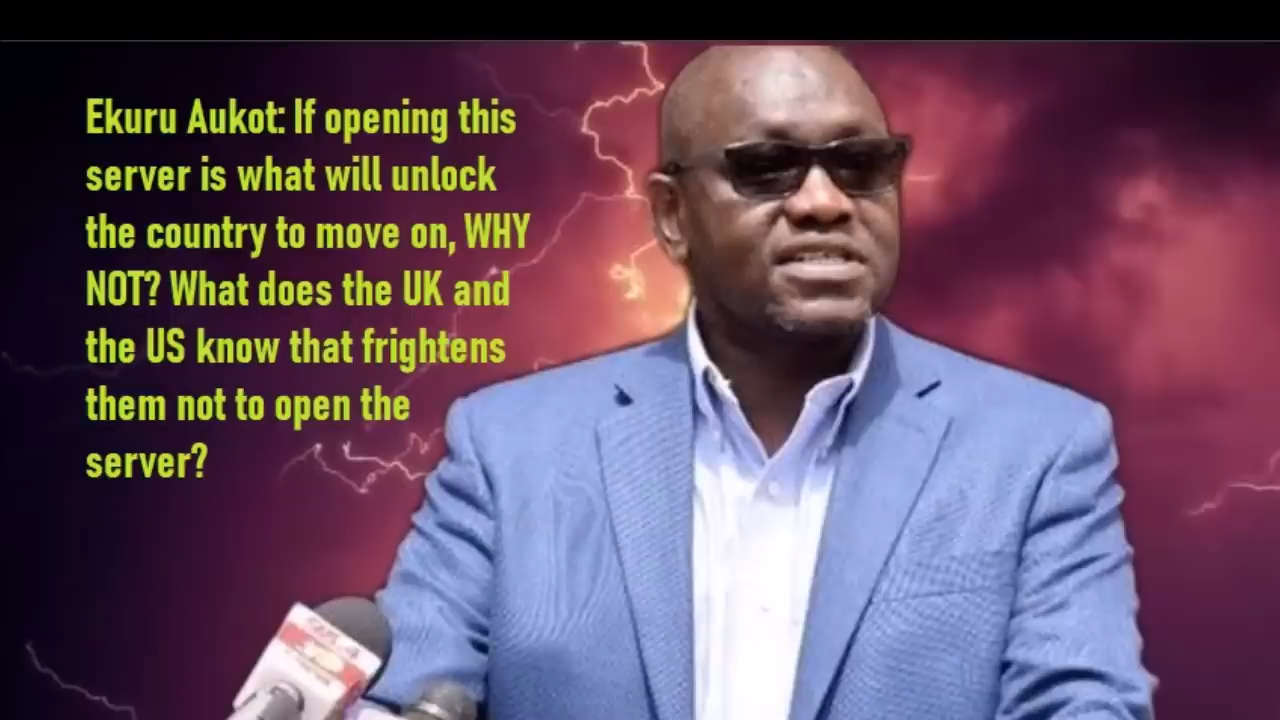 Ekuru Aukot: If opening this
server is what will unlock
the country to move on, WHY
NOT? What does the UK and
the US know that frightens
them not to open the
server?